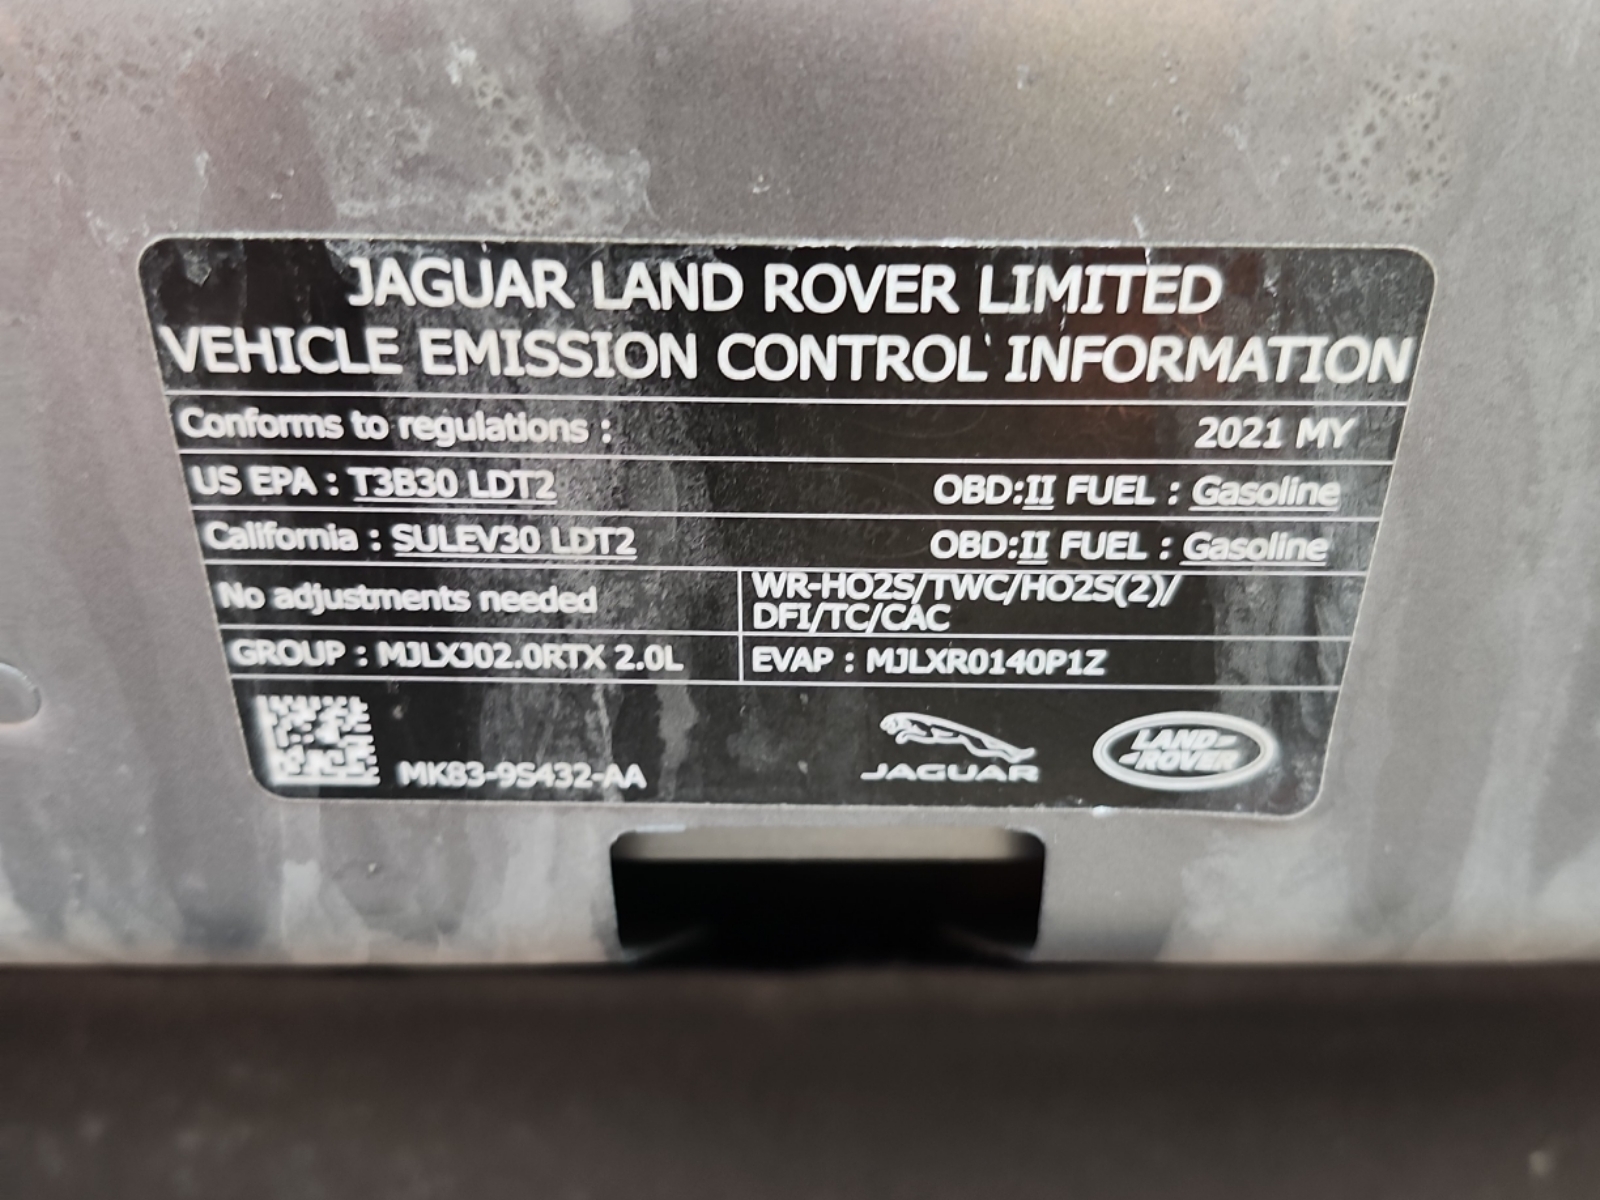 JAGUAR LAND ROVER LIMITED
VEHICLE EMISSION CONTROL INFORMATION
Conforms to regulations : 2021 MY
US EPA : T3B30 LDT2 OBD:II FUEL : Gasoline
California : SULEV30 LDT2 OBD:II FUEL : Gasoline
No adjustments needed
WR-HO2S/TWC/HO2S(2)/
DFI/TC/CAC
GROUP : MJLXJ02.0RTX 2.0L
EVAP : MJLXR0140P1Z
MK83-9S432-AA
JAGUAR
LAND-
-ROVER